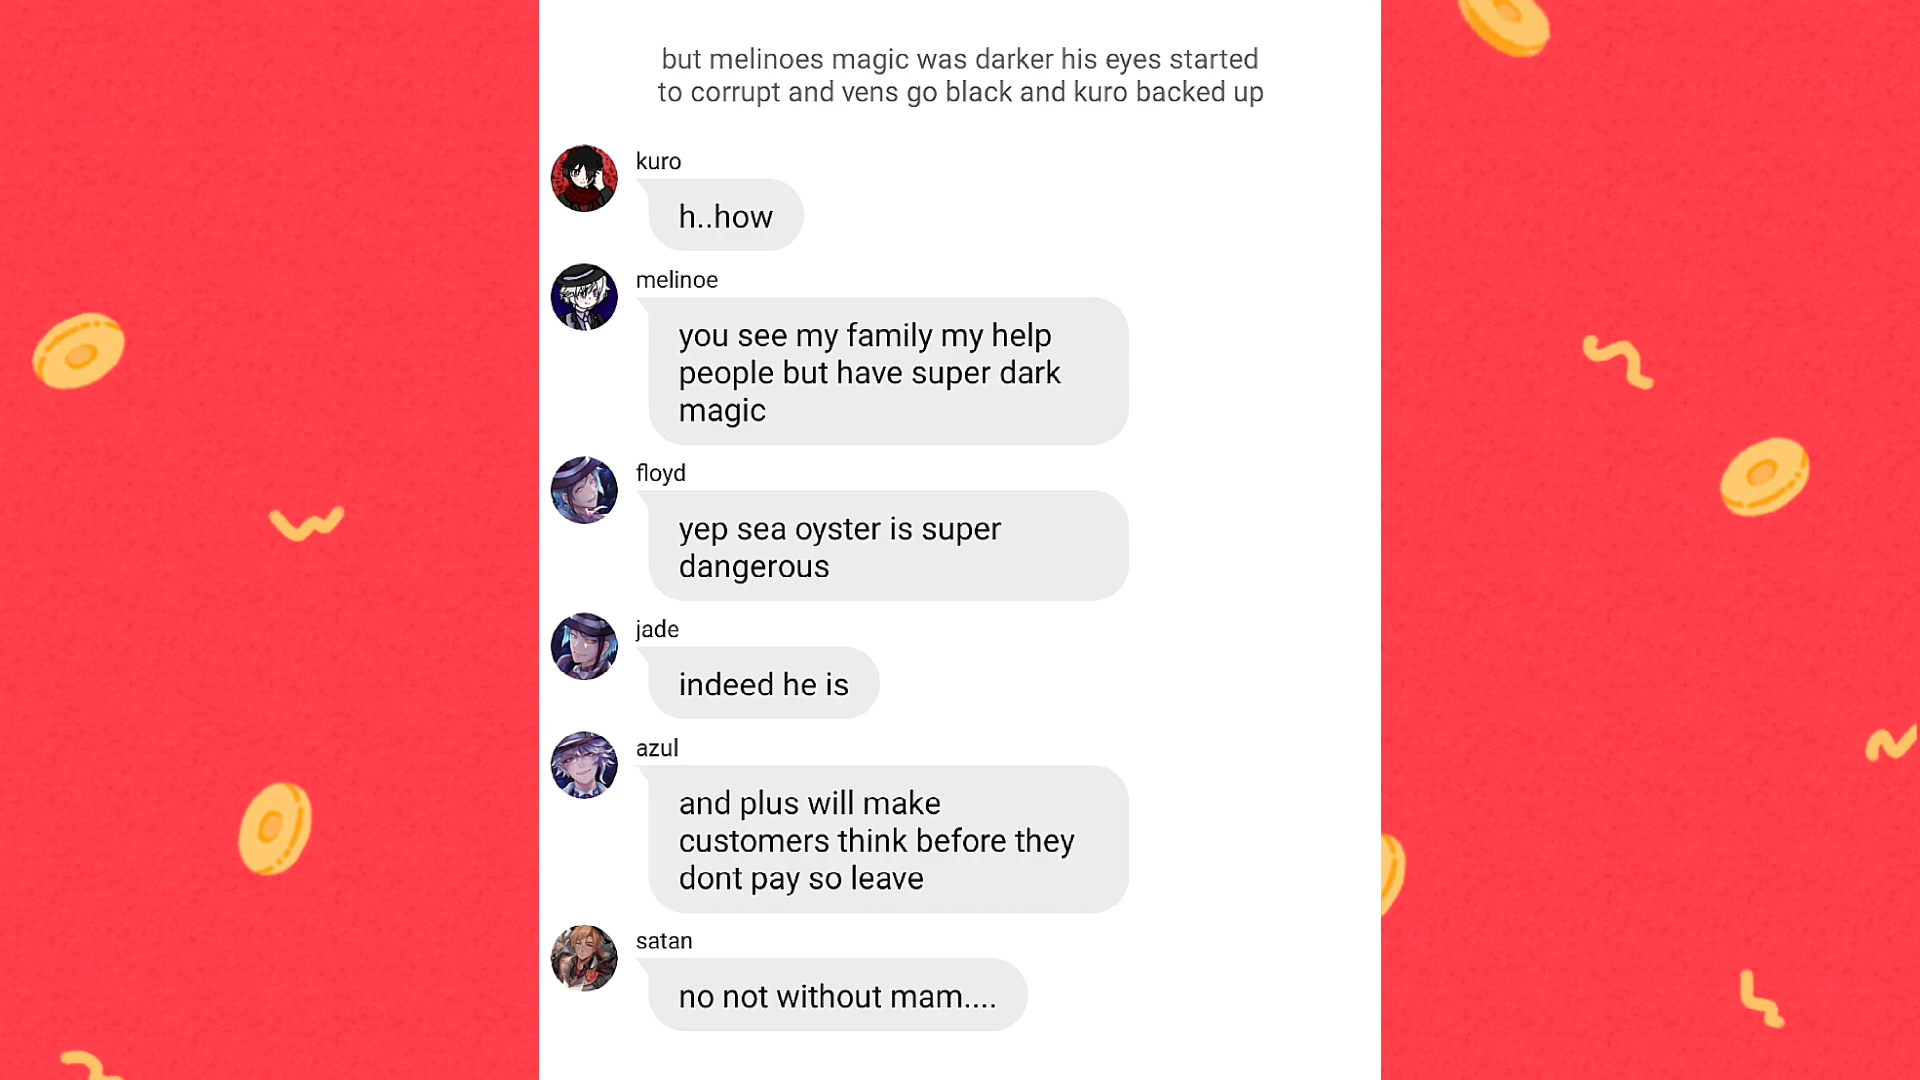 but melinoes magic was darker his eyes started
to corrupt and vens go black and kuro backed up
kuro
h..how
melinoe
you see my family my help
people but have super dark
magic
floyd
yep sea oyster is super
dangerous
jade
indeed he is
azul
and plus will make
customers think before they
dont pay so leave
satan
no not without mam....